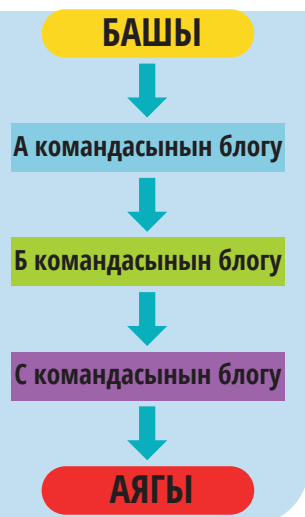 БАШЫ
А командасынын блогу
Б командасынын блогу
С командасынын блогу
АЯГЫ